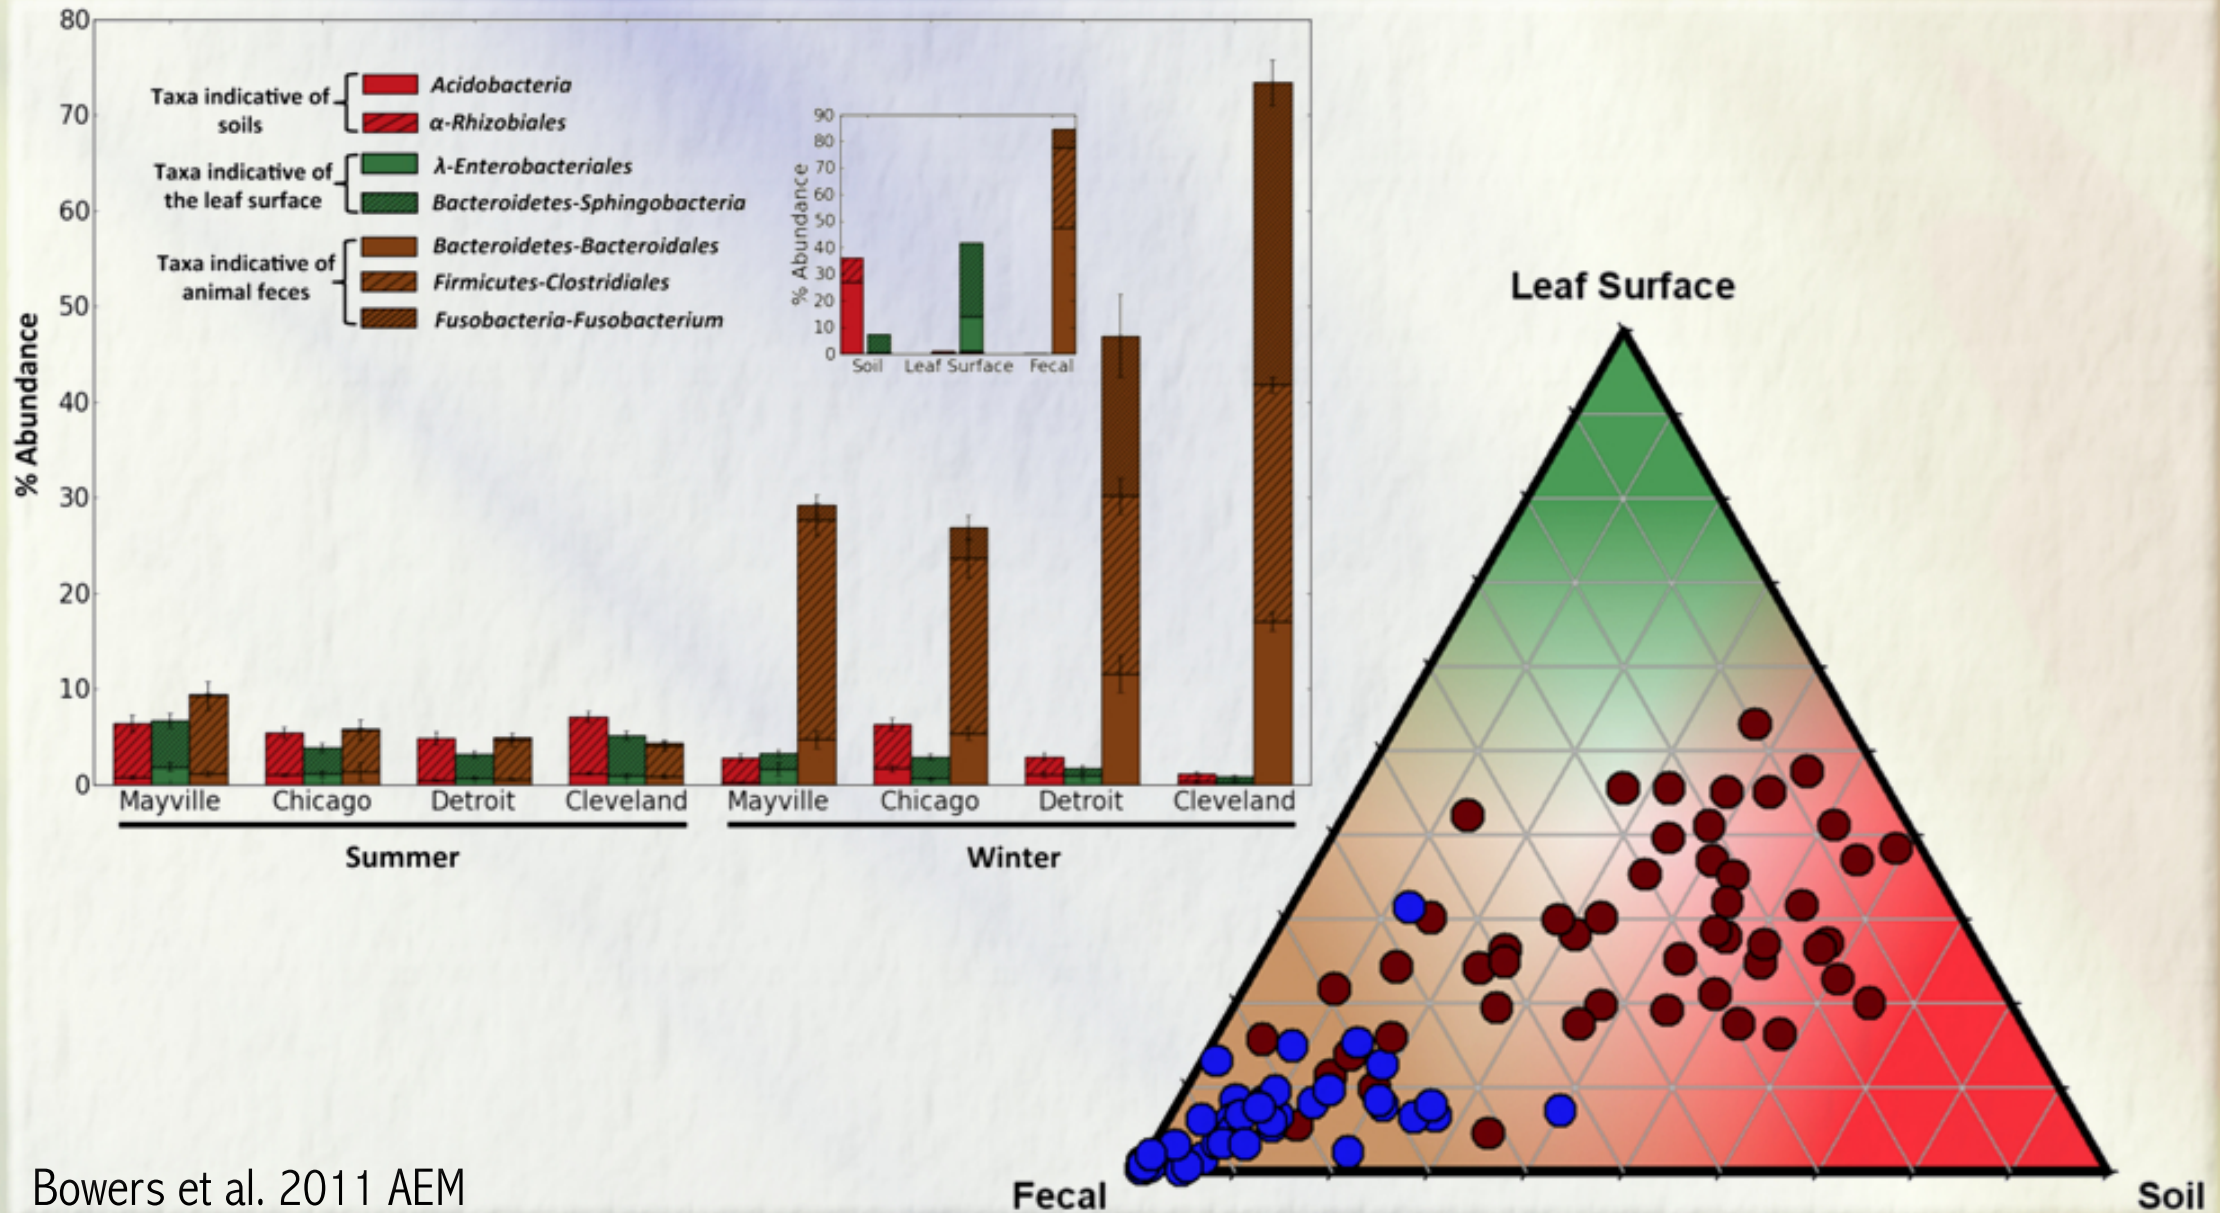 80
70
60
50
40
30
20
10
0
% Abundance
Taxa indicative of
soils
Acidobacteria
α-Rhizobiales
Taxa indicative of
the leaf surface
λ-Enterobacteriales
Bacteroidetes-Sphingobacteria
Taxa indicative of
animal feces
Bacteroidetes-Bacteroidales
Firmicutes-Clostridiales
Fusobacteria-Fusobacterium
90
80
70
60
50
40
30
20
10
0
% Abundance
Soil Leaf Surface Fecal
Mayville Chicago Detroit Cleveland Mayville Chicago Detroit Cleveland
Summer Winter
Leaf Surface
Fecal
Soil
Bowers et al. 2011 AEM